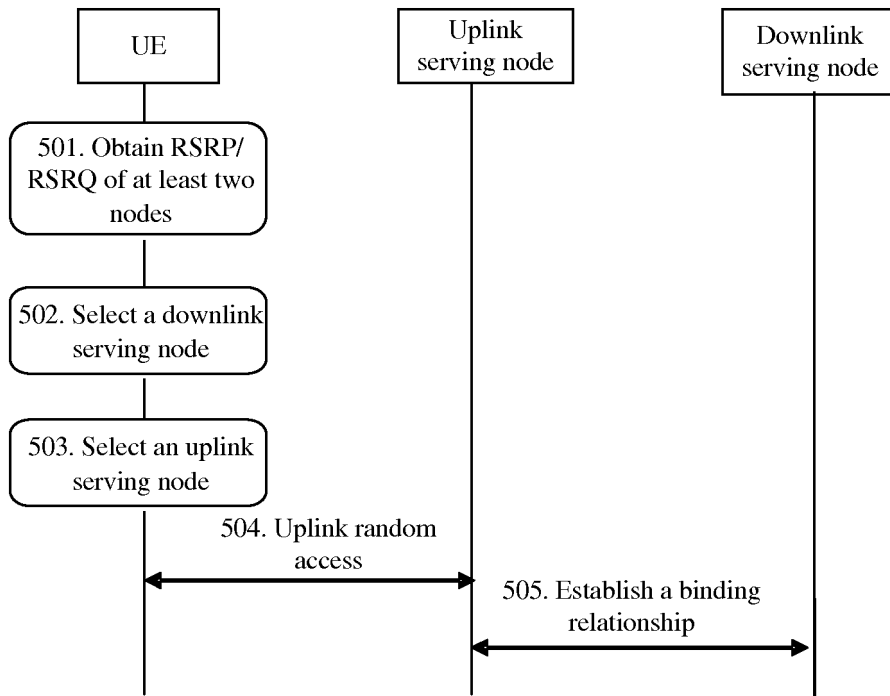 UE
Uplink
serving node
Downlink
serving node
501. Obtain RSRP/
RSRQ of at least two
nodes
502. Select a downlink
serving node
503. Select an uplink
serving node
504. Uplink random
access
505. Establish a binding
relationship